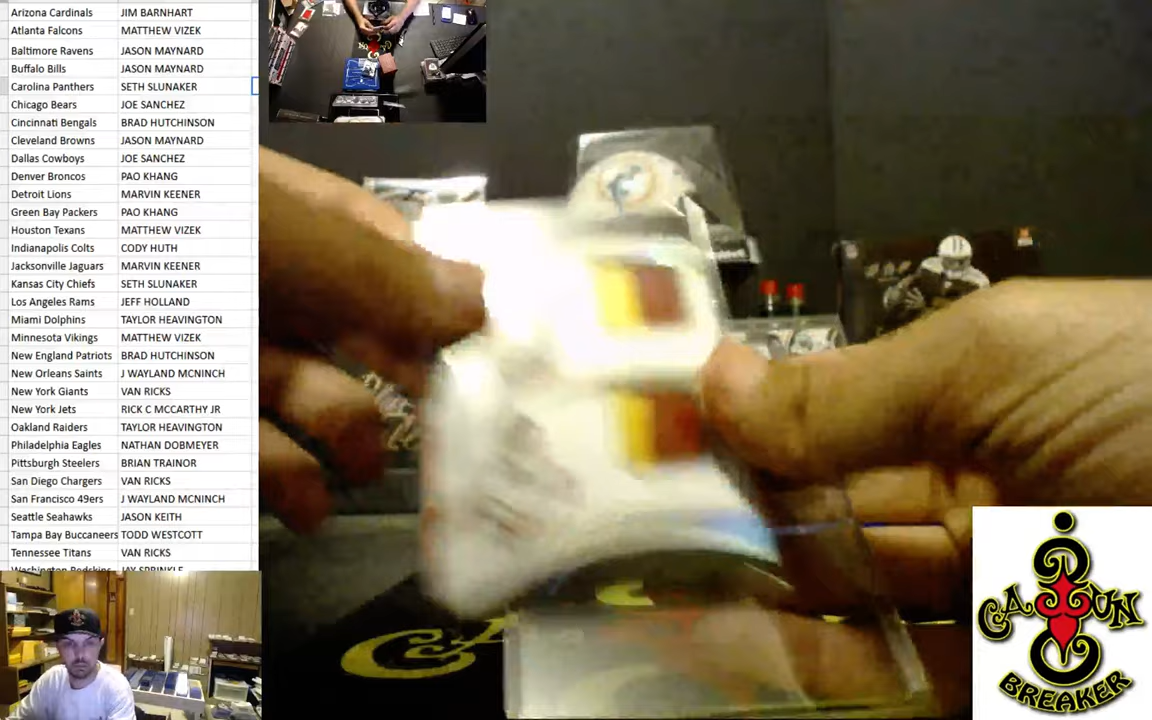 Arizona Cardinals JIM BARNHART
Atlanta Falcons MATTHEW VIZEK
Baltimore Ravens JASON MAYNARD
Buffalo Bills JASON MAYNARD
Carolina Panthers SETH SLUNAKER
Chicago Bears JOE SANCHEZ
Cincinnati Bengals BRAD HUTCHINSON
Cleveland Browns JASON MAYNARD
Dallas Cowboys JOE SANCHEZ
Denver Broncos PAO KHANG
Detroit Lions MARVIN KEENER
Green Bay Packers PAO KHANG
Houston Texans MATTHEW VIZEK
Indianapolis Colts CODY HUTH
Jacksonville Jaguars MARVIN KEENER
Kansas City Chiefs SETH SLUNAKER
Los Angeles Rams JEFF HOLLAND
Miami Dolphins TAYLOR HEAVINGTON
Minnesota Vikings MATTHEW VIZEK
New England Patriots BRAD HUTCHINSON
New Orleans Saints J WAYLAND MCNINCH
New York Giants VAN RICKS
New York Jets RICK C MCCARTHY JR
Oakland Raiders TAYLOR HEAVINGTON
Philadelphia Eagles NATHAN DOBMEYER
Pittsburgh Steelers BRIAN TRAINOR
San Diego Chargers VAN RICKS
San Francisco 49ers J WAYLAND MCNINCH
Seattle Seahawks JASON KEITH
Tampa Bay Buccaneers TODD WESTCOTT
Tennessee Titans VAN RICKS
Washington Redskins JAY SPRINKLE
CAJUN
BREAKER